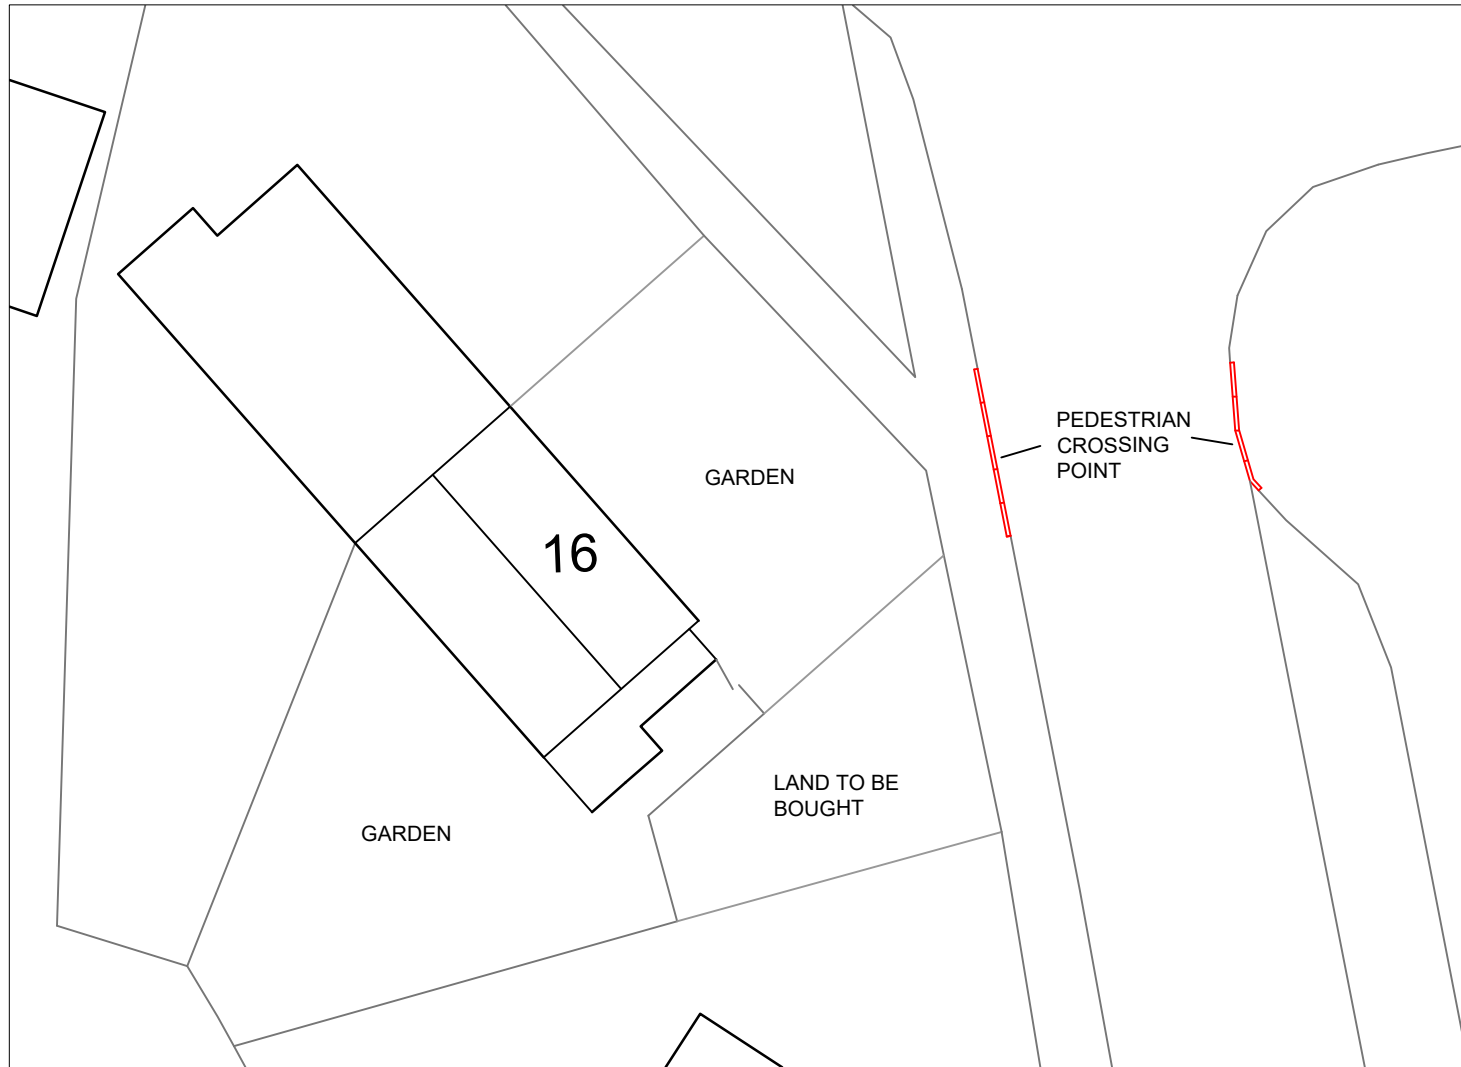 PEDESTRIAN
CROSSING
POINT
GARDEN
16
LAND TO BE
BOUGHT
GARDEN